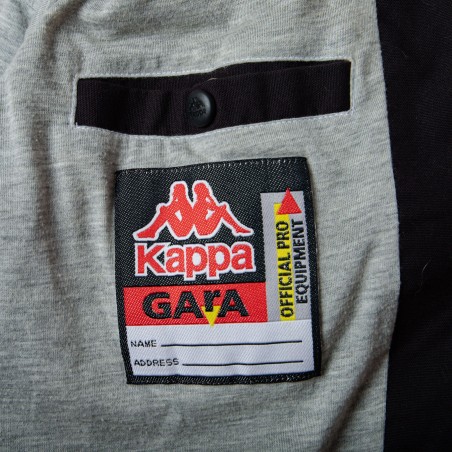 Kappa
GArA
OFFICIAL PRO
EQUIPMENT
NAME
ADDRESS